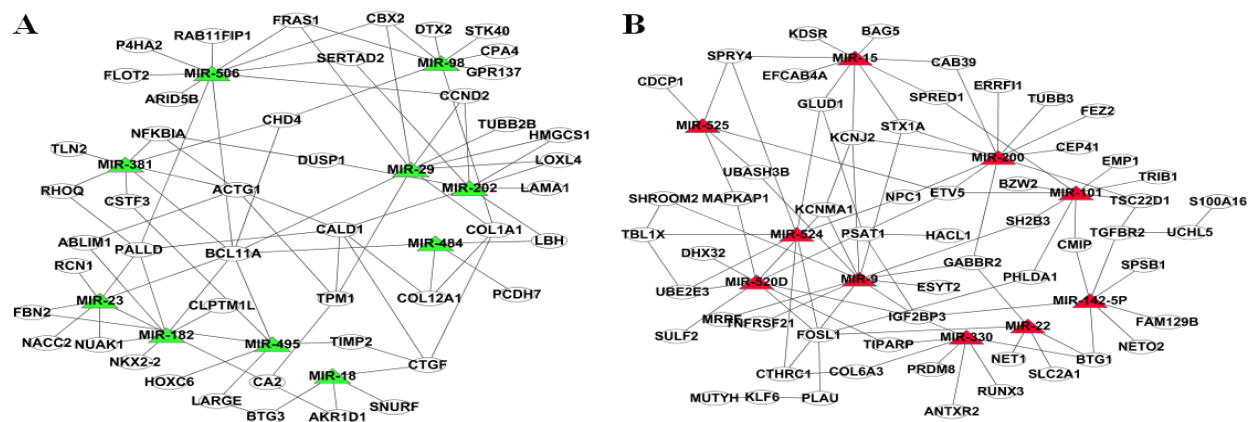 A
FRAS1
CBX2
RAB11FIP1
DTX2
STK40
P4HA2
SERTAD2
CPA4
MIR-98
FLOT2
MIR-506
GPR137
ARID5B
CCND2
CHD4
TUBB2B
NFKBIA
HMGCS1
TLN2
DUSP1
LOXL4
MIR-381
MIR-29
RHOQ
ACTG1
MIR-202
LAMA1
CSTF3
CALD1
COL1A1
ABLIM1
PALLD
MIR-484
LBH
BCL11A
RCN1
PCDH7
MIR-23
CLPTM1L
TPM1
COL12A1
FBN2
MIR-182
NACC2
NUAK1
MIR-495
TIMP2
NKX2-2
CTGF
HOXC6
CA2
MIR-18
LARGE
SNURF
BTG3
AKR1D1
B
KDSR
BAG5
SPRY4
MIR-15
CAB39
CDCP1
EFCAB4A
ERRFI1
GLUD1
SPRED1
TUBB3
FEZ2
MIR-525
KCNJ2
STX1A
CEP41
MIR-200
EMP1
UBASH3B
BZW2
TRIB1
SHROOM2
MAPKAP1
NPC1
ETV5
MIR-101
TSC22D1
S100A16
KCNMA1
SH2B3
TBL1X
MIR-524
PSAT1
HACL1
TGFBR2
UCHL5
CMIP
DHX32
GABBR2
SPSB1
UBE2E3
MIR-520D
MIR-9
ESYT2
PHLDA1
MIR-142-5P
MRRF
TNFRSF21
IGF2BP3
FAM129B
SULF2
FOSL1
MIR-22
TIPARP
MIR-330
NETO2
NET1
BTG1
CTHRC1
COL6A3
PRDM8
SLC2A1
MUTYH
KLF6
PLAU
RUNX3
ANTXR2